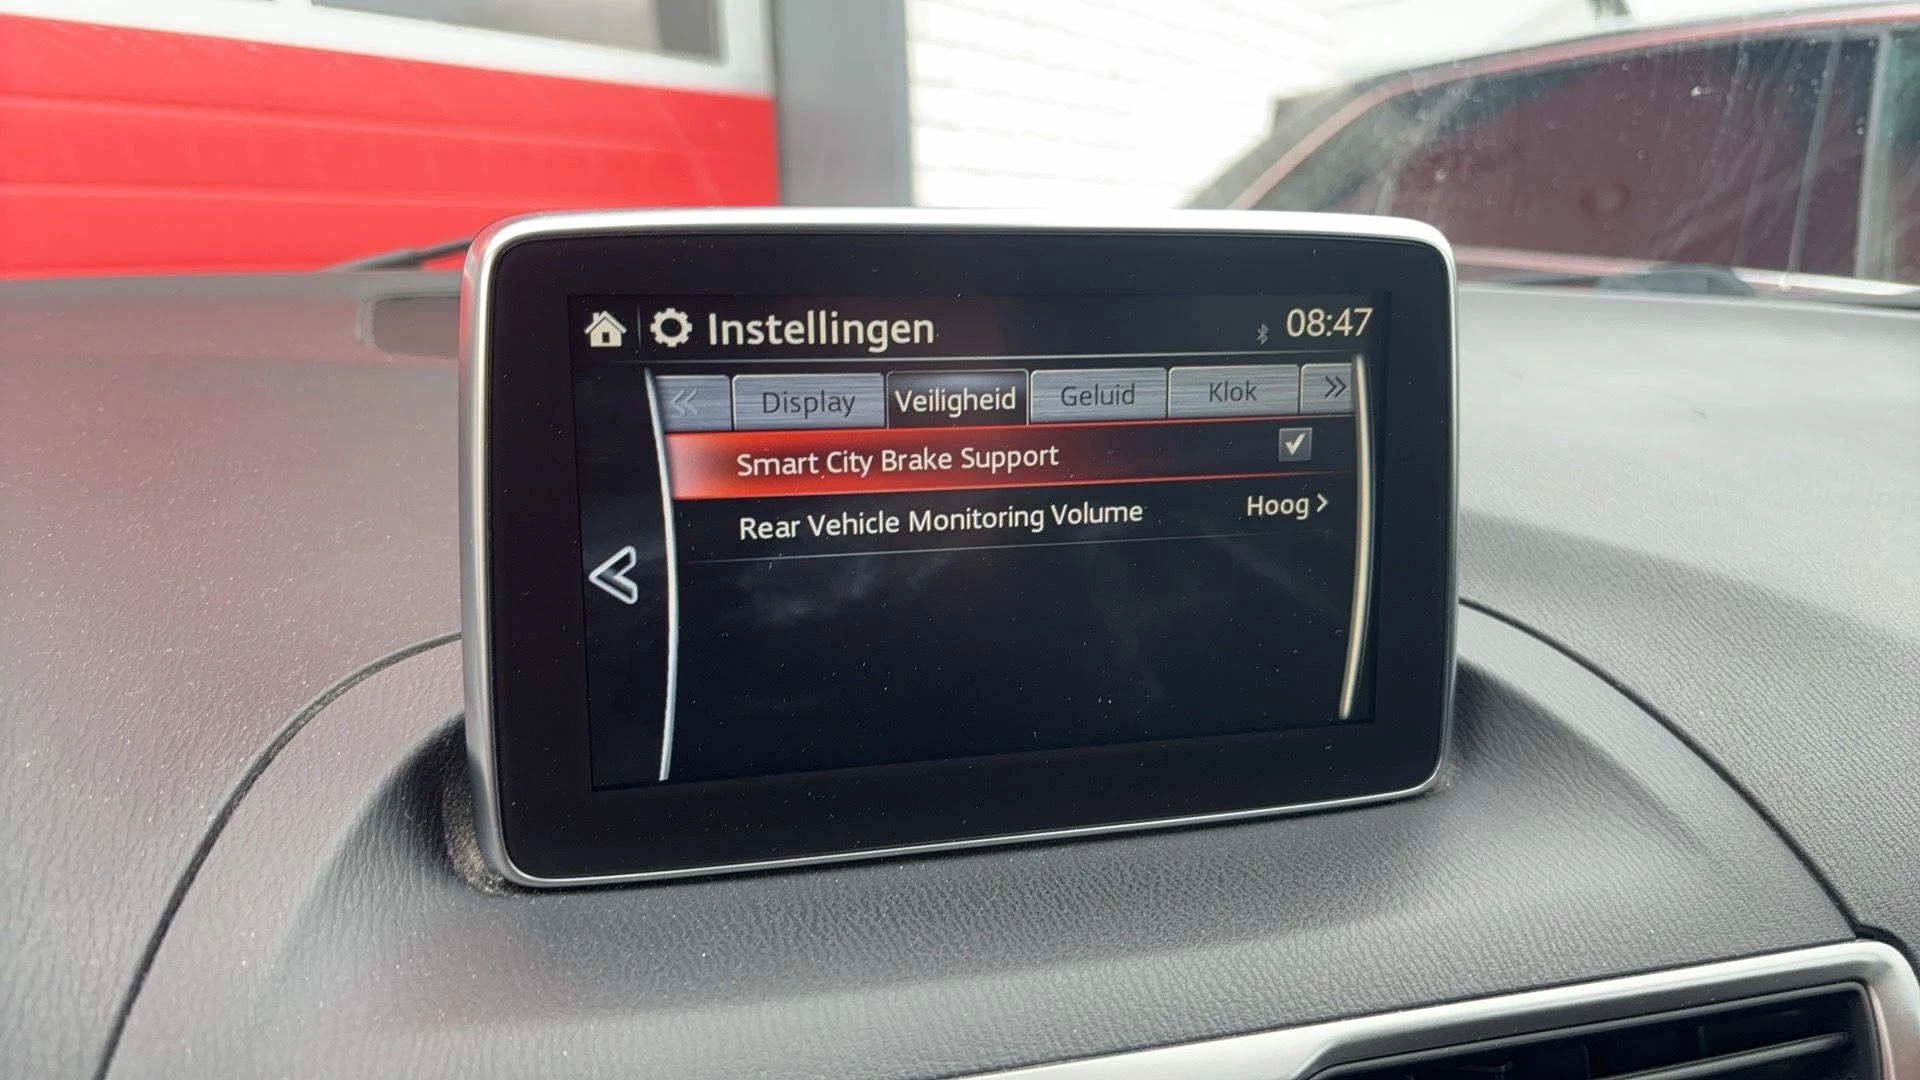 Instellingen
08:47
Display
Veiligheid
Geluid
Klok
Smart City Brake Support
Rear Vehicle Monitoring Volume
Hoog